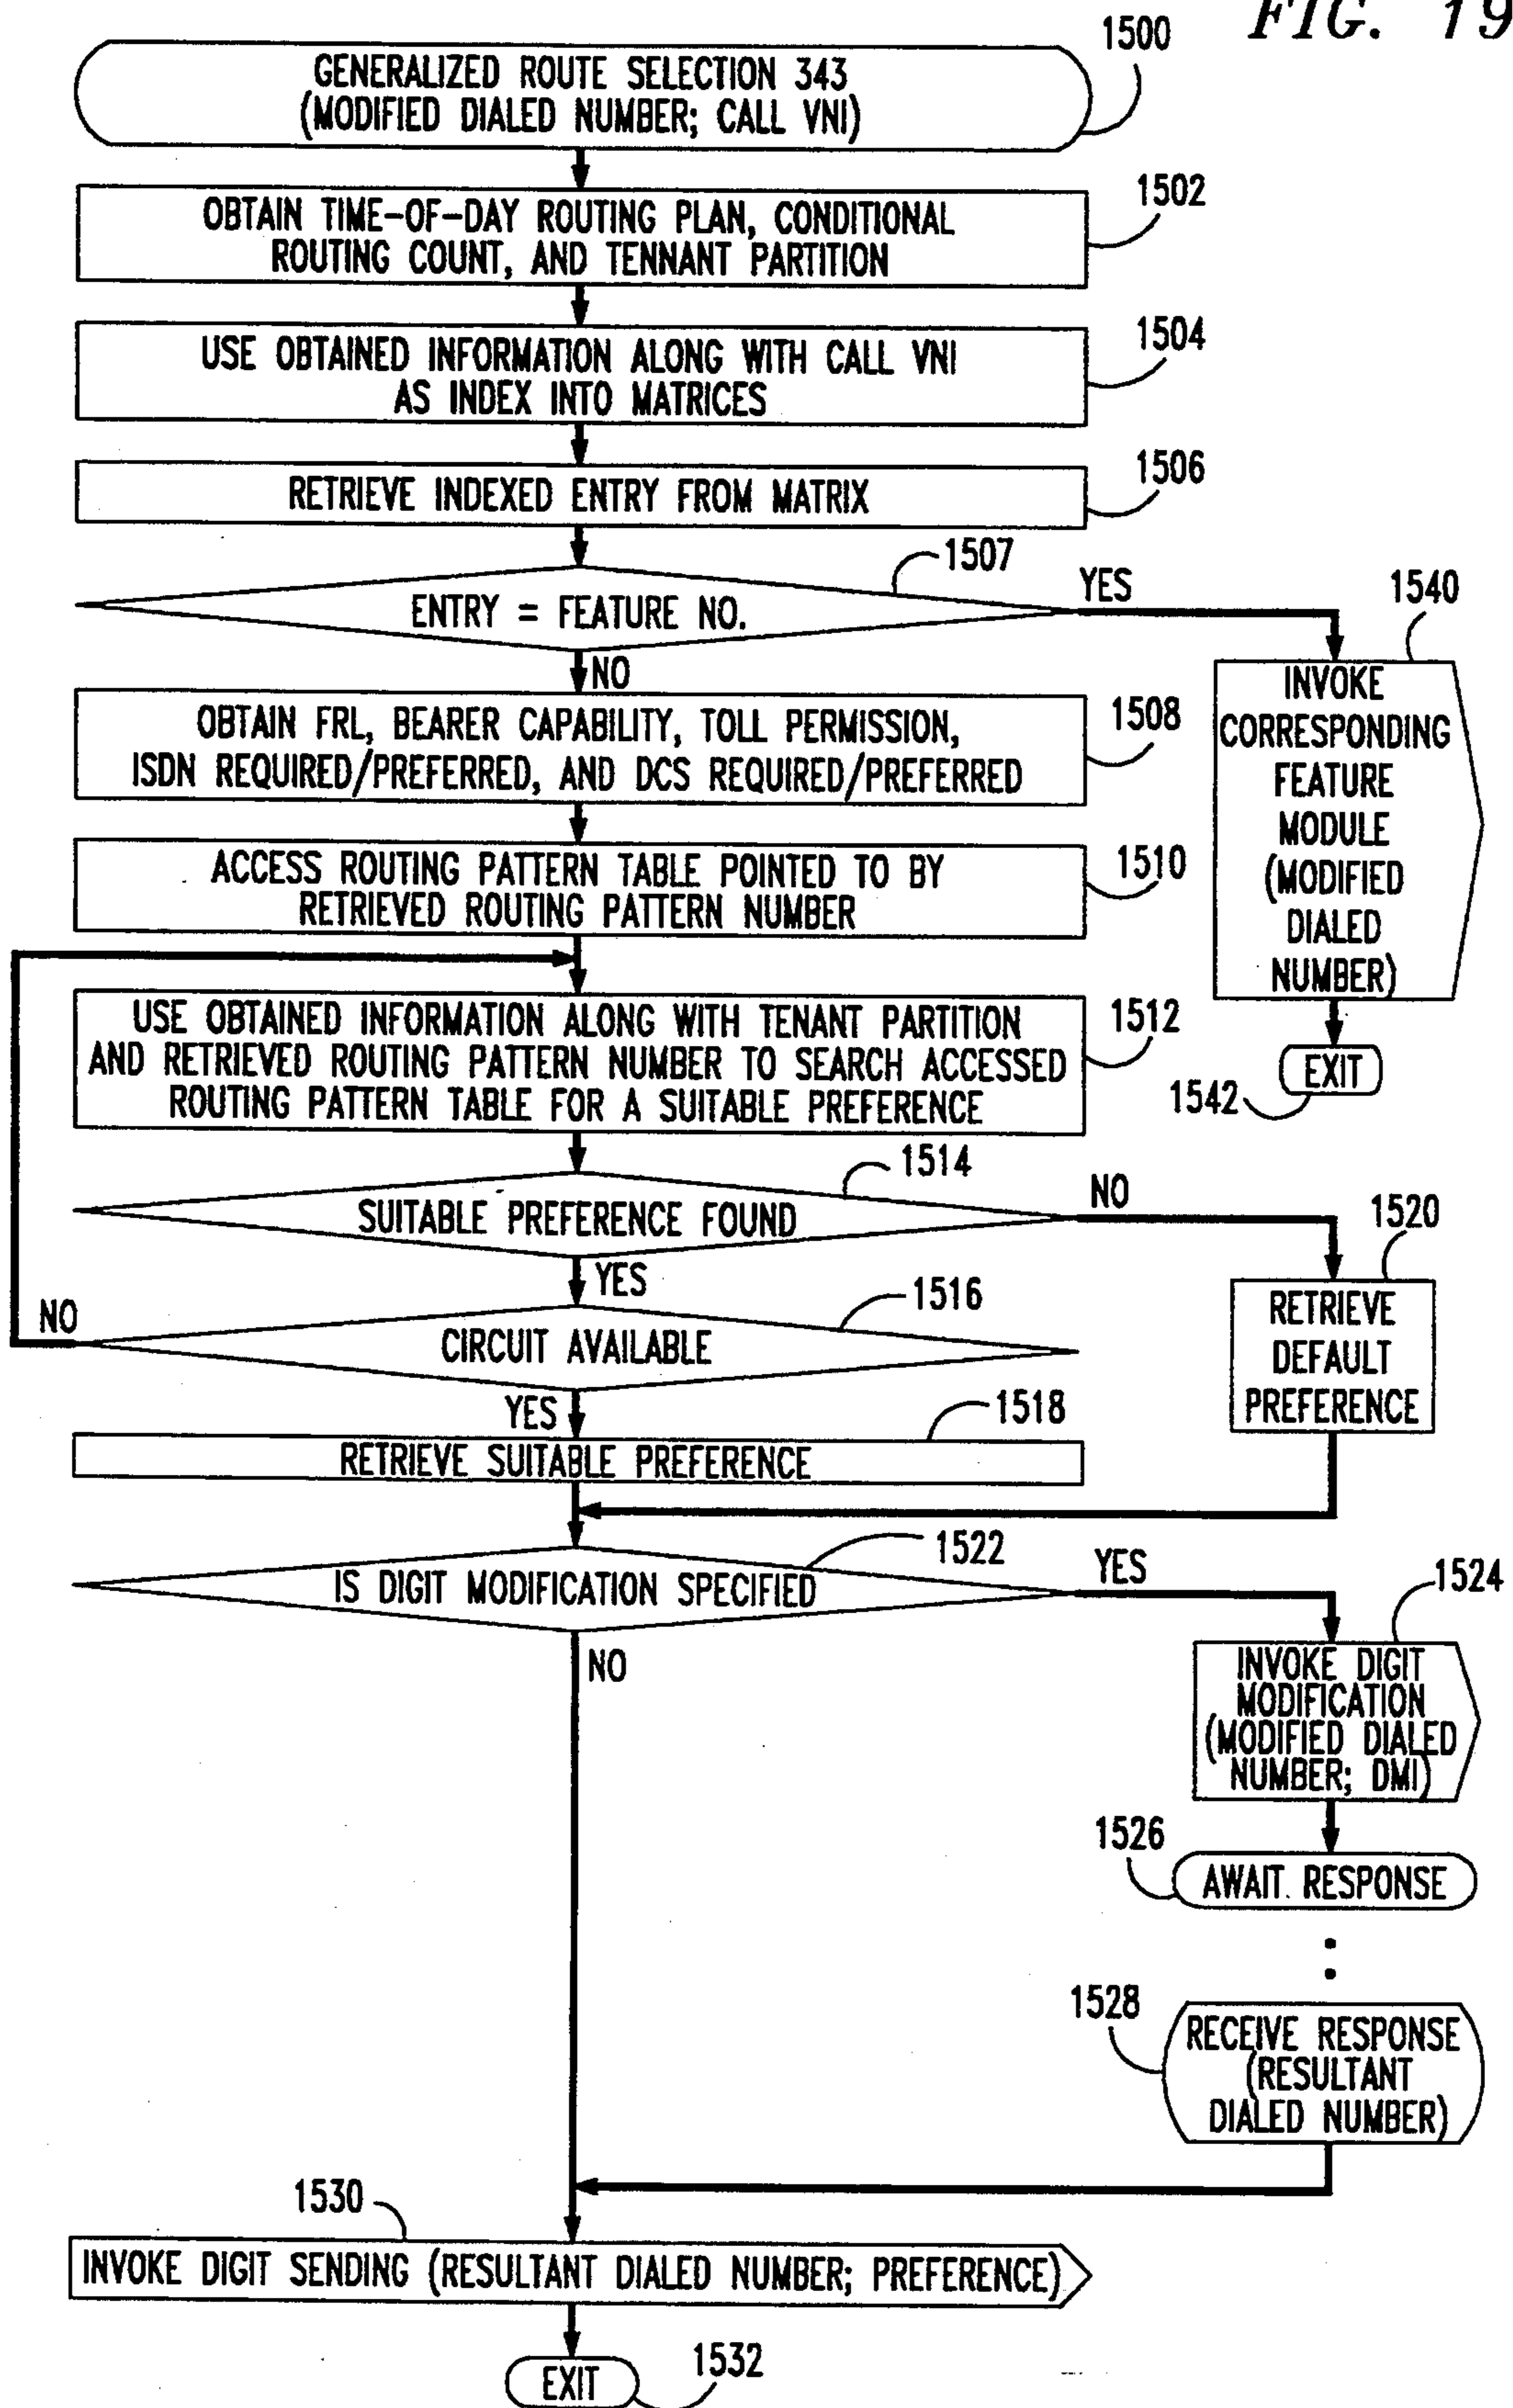 FIG. 19
1500
GENERALIZED ROUTE SELECTION 343
(MODIFIED DIALED NUMBER; CALL VNI)
1502
OBTAIN TIME-OF-DAY ROUTING PLAN, CONDITIONAL
ROUTING COUNT, AND TENNANT PARTITION
1504
USE OBTAINED INFORMATION ALONG WITH CALL VNI
AS INDEX INTO MATRICES
1506
RETRIEVE INDEXED ENTRY FROM MATRIX
1507
ENTRY = FEATURE NO.
YES
NO
1540
INVOKE
CORRESPONDING
FEATURE
MODULE
(MODIFIED
DIALED
NUMBER)
EXIT
1542
1508
OBTAIN FRL, BEARER CAPABILITY, TOLL PERMISSION,
ISDN REQUIRED/PREFERRED, AND DCS REQUIRED/PREFERRED
1510
ACCESS ROUTING PATTERN TABLE POINTED TO BY
RETRIEVED ROUTING PATTERN NUMBER
1512
USE OBTAINED INFORMATION ALONG WITH TENANT PARTITION
AND RETRIEVED ROUTING PATTERN NUMBER TO SEARCH ACCESSED
ROUTING PATTERN TABLE FOR A SUITABLE PREFERENCE
1514
SUITABLE PREFERENCE FOUND
NO
YES
1520
RETRIEVE
DEFAULT
PREFERENCE
1516
CIRCUIT AVAILABLE
NO
YES
1518
RETRIEVE SUITABLE PREFERENCE
1522
IS DIGIT MODIFICATION SPECIFIED
YES
NO
1524
INVOKE DIGIT
MODIFICATION
(MODIFIED DIALED
NUMBER; DMI)
1526
AWAIT RESPONSE
1528
RECEIVE RESPONSE
(RESULTANT
DIALED NUMBER)
1530
INVOKE DIGIT SENDING (RESULTANT DIALED NUMBER; PREFERENCE)
EXIT
1532